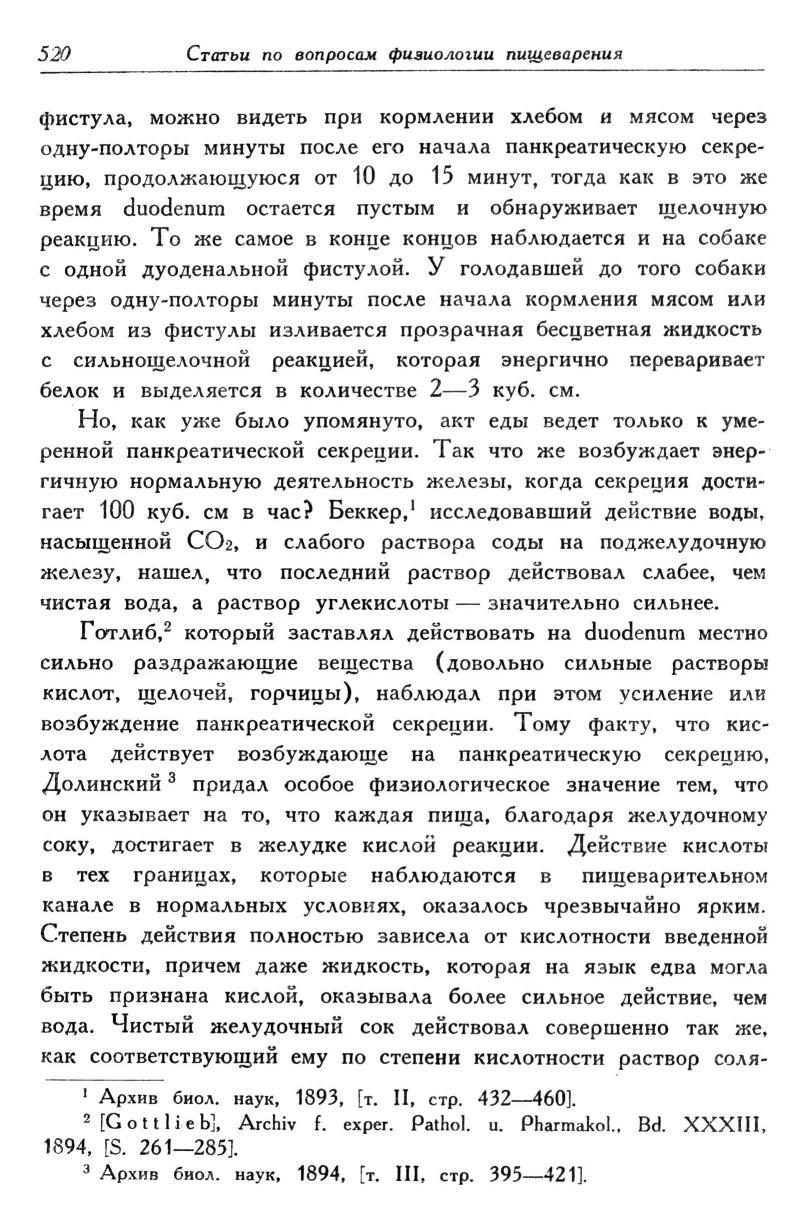 520 Статьи по вопросам физиологии пищеварения
фистула, можно видеть при кормлении хлебом и мясом через
одну-полторы минуты после его начала панкреатическую секре-
цию, продолжающуюся от 10 до 15 минут, тогда как в это же
время duodenum остается пустым и обнаруживает щелочную
реакцию. То же самое в конце концов наблюдается и на собаке
с одной дуоденальной фистулой. У голодавшей до того собаки
через одну-полторы минуты после начала кормления мясом или
хлебом из фистулы изливается прозрачная бесцветная жидкость
с сильнощелочной реакцией, которая энергично переваривает
белок и выделяется в количестве 2—3 куб. см.
Но, как уже было упомянуто, акт еды ведет только к уме-
ренной панкреатической секреции. Так что же возбуждает энер-
гичную нормальную деятельность железы, когда секреция дости-
гает 100 куб. см в час? Беккер,¹ исследовавший действие воды,
насыщенной CO₂, и слабого раствора соды на поджелудочную
железу, нашел, что последний раствор действовал слабее, чем
чистая вода, а раствор углекислоты — значительно сильнее.
Готлиб,² который заставлял действовать на duodenum местно
сильно раздражающие вещества (довольно сильные растворы
кислот, щелочей, горчицы), наблюдал при этом усиление или
возбуждение панкреатической секреции. Тому факту, что кис-
лота действует возбуждающе на панкреатическую секрецию,
Долинский ³ придал особое физиологическое значение тем, что
он указывает на то, что каждая пища, благодаря желудочному
соку, достигает в желудке кислой реакции. Действие кислоты
в тех границах, которые наблюдаются в пищеварительном
канале в нормальных условиях, оказалось чрезвычайно ярким.
Степень действия полностью зависела от кислотности введенной
жидкости, причем даже жидкость, которая на язык едва могла
быть признана кислой, оказывала более сильное действие, чем
вода. Чистый желудочный сок действовал совершенно так же,
как соответствующий ему по степени кислотности раствор соля-
¹ Архив биол. наук, 1893, [т. II, стр. 432—460].
² [Gottlieb], Archiv f. exper. Pathol. u. Pharmakol., Bd. XXXIII,
1894, [S. 261—285].
³ Архив биол. наук, 1894, [т. III, стр. 395—421].